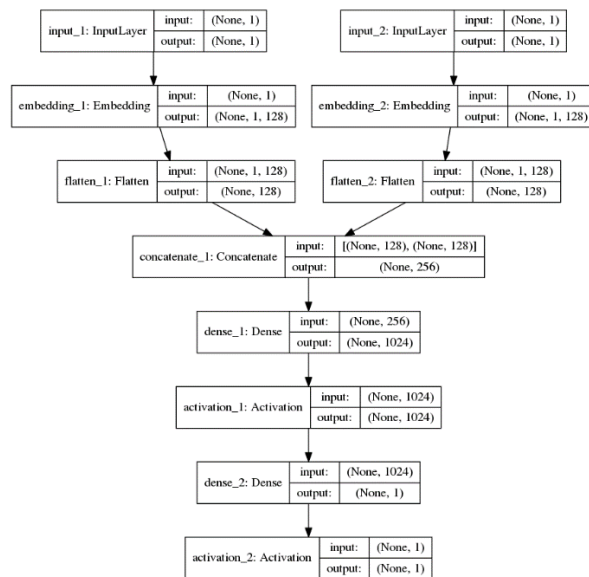 input_1: InputLayer input: (None, 1) output: (None, 1)
input_2: InputLayer input: (None, 1) output: (None, 1)
embedding_1: Embedding input: (None, 1) output: (None, 1, 128)
embedding_2: Embedding input: (None, 1) output: (None, 1, 128)
flatten_1: Flatten input: (None, 1, 128) output: (None, 128)
flatten_2: Flatten input: (None, 1, 128) output: (None, 128)
concatenate_1: Concatenate input: [(None, 128), (None, 128)] output: (None, 256)
dense_1: Dense input: (None, 256) output: (None, 1024)
activation_1: Activation input: (None, 1024) output: (None, 1024)
dense_2: Dense input: (None, 1024) output: (None, 1)
activation_2: Activation input: (None, 1) output: (None, 1)